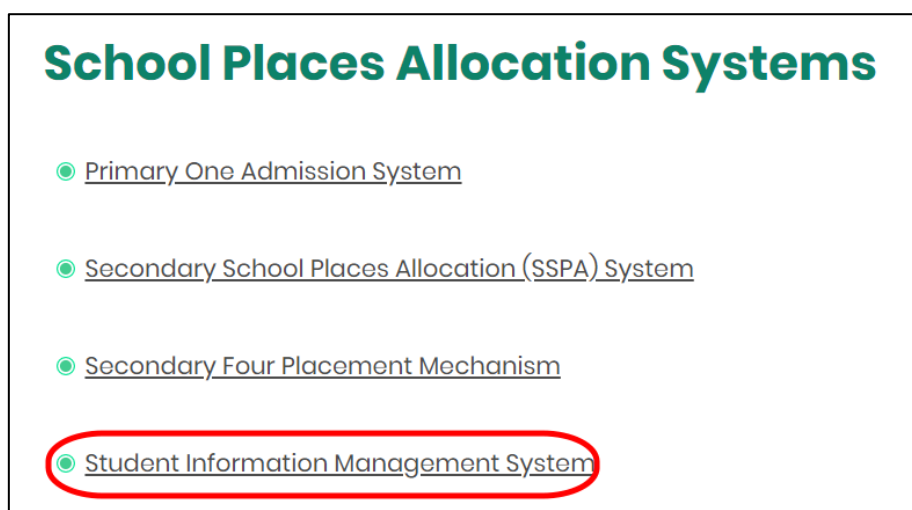 School Places Allocation Systems
Primary One Admission System
Secondary School Places Allocation (SSPA) System
Secondary Four Placement Mechanism
Student Information Management System